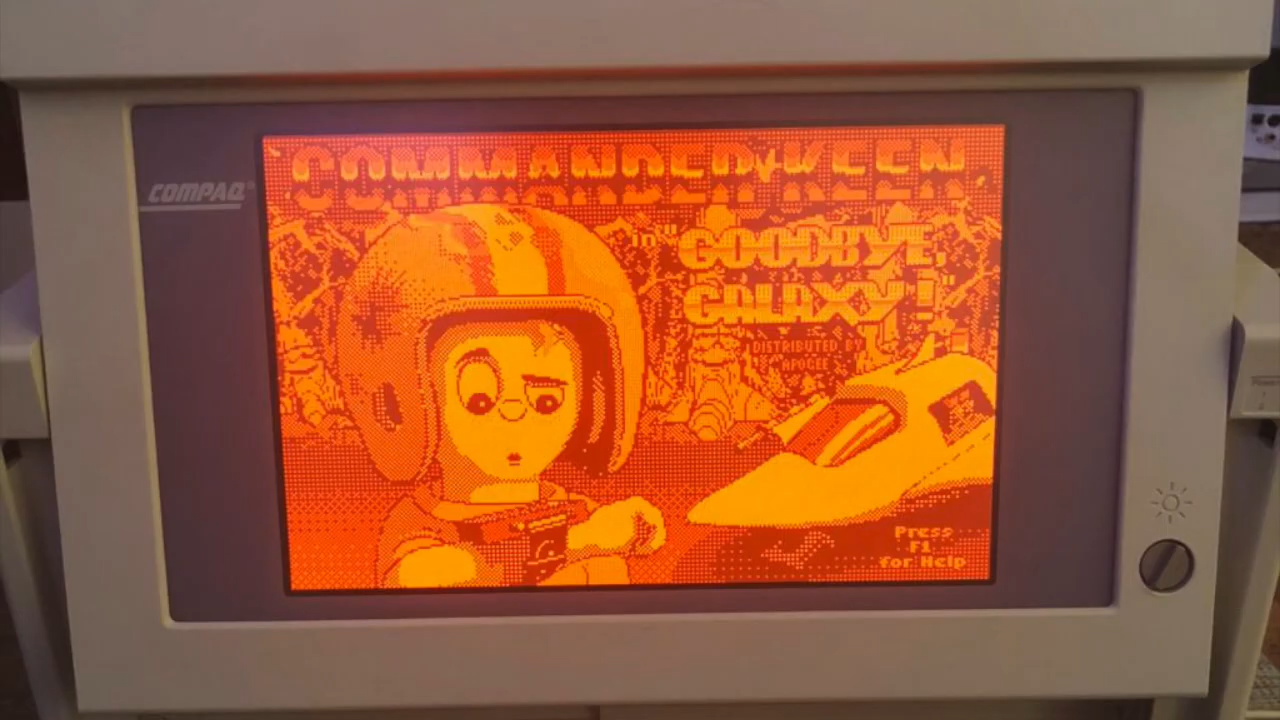 COMPAQ
COMMANDER KEEN
in "GOODBYE,
GALAXY!"
DISTRIBUTED BY
APOGEE
Press
F1
for Help